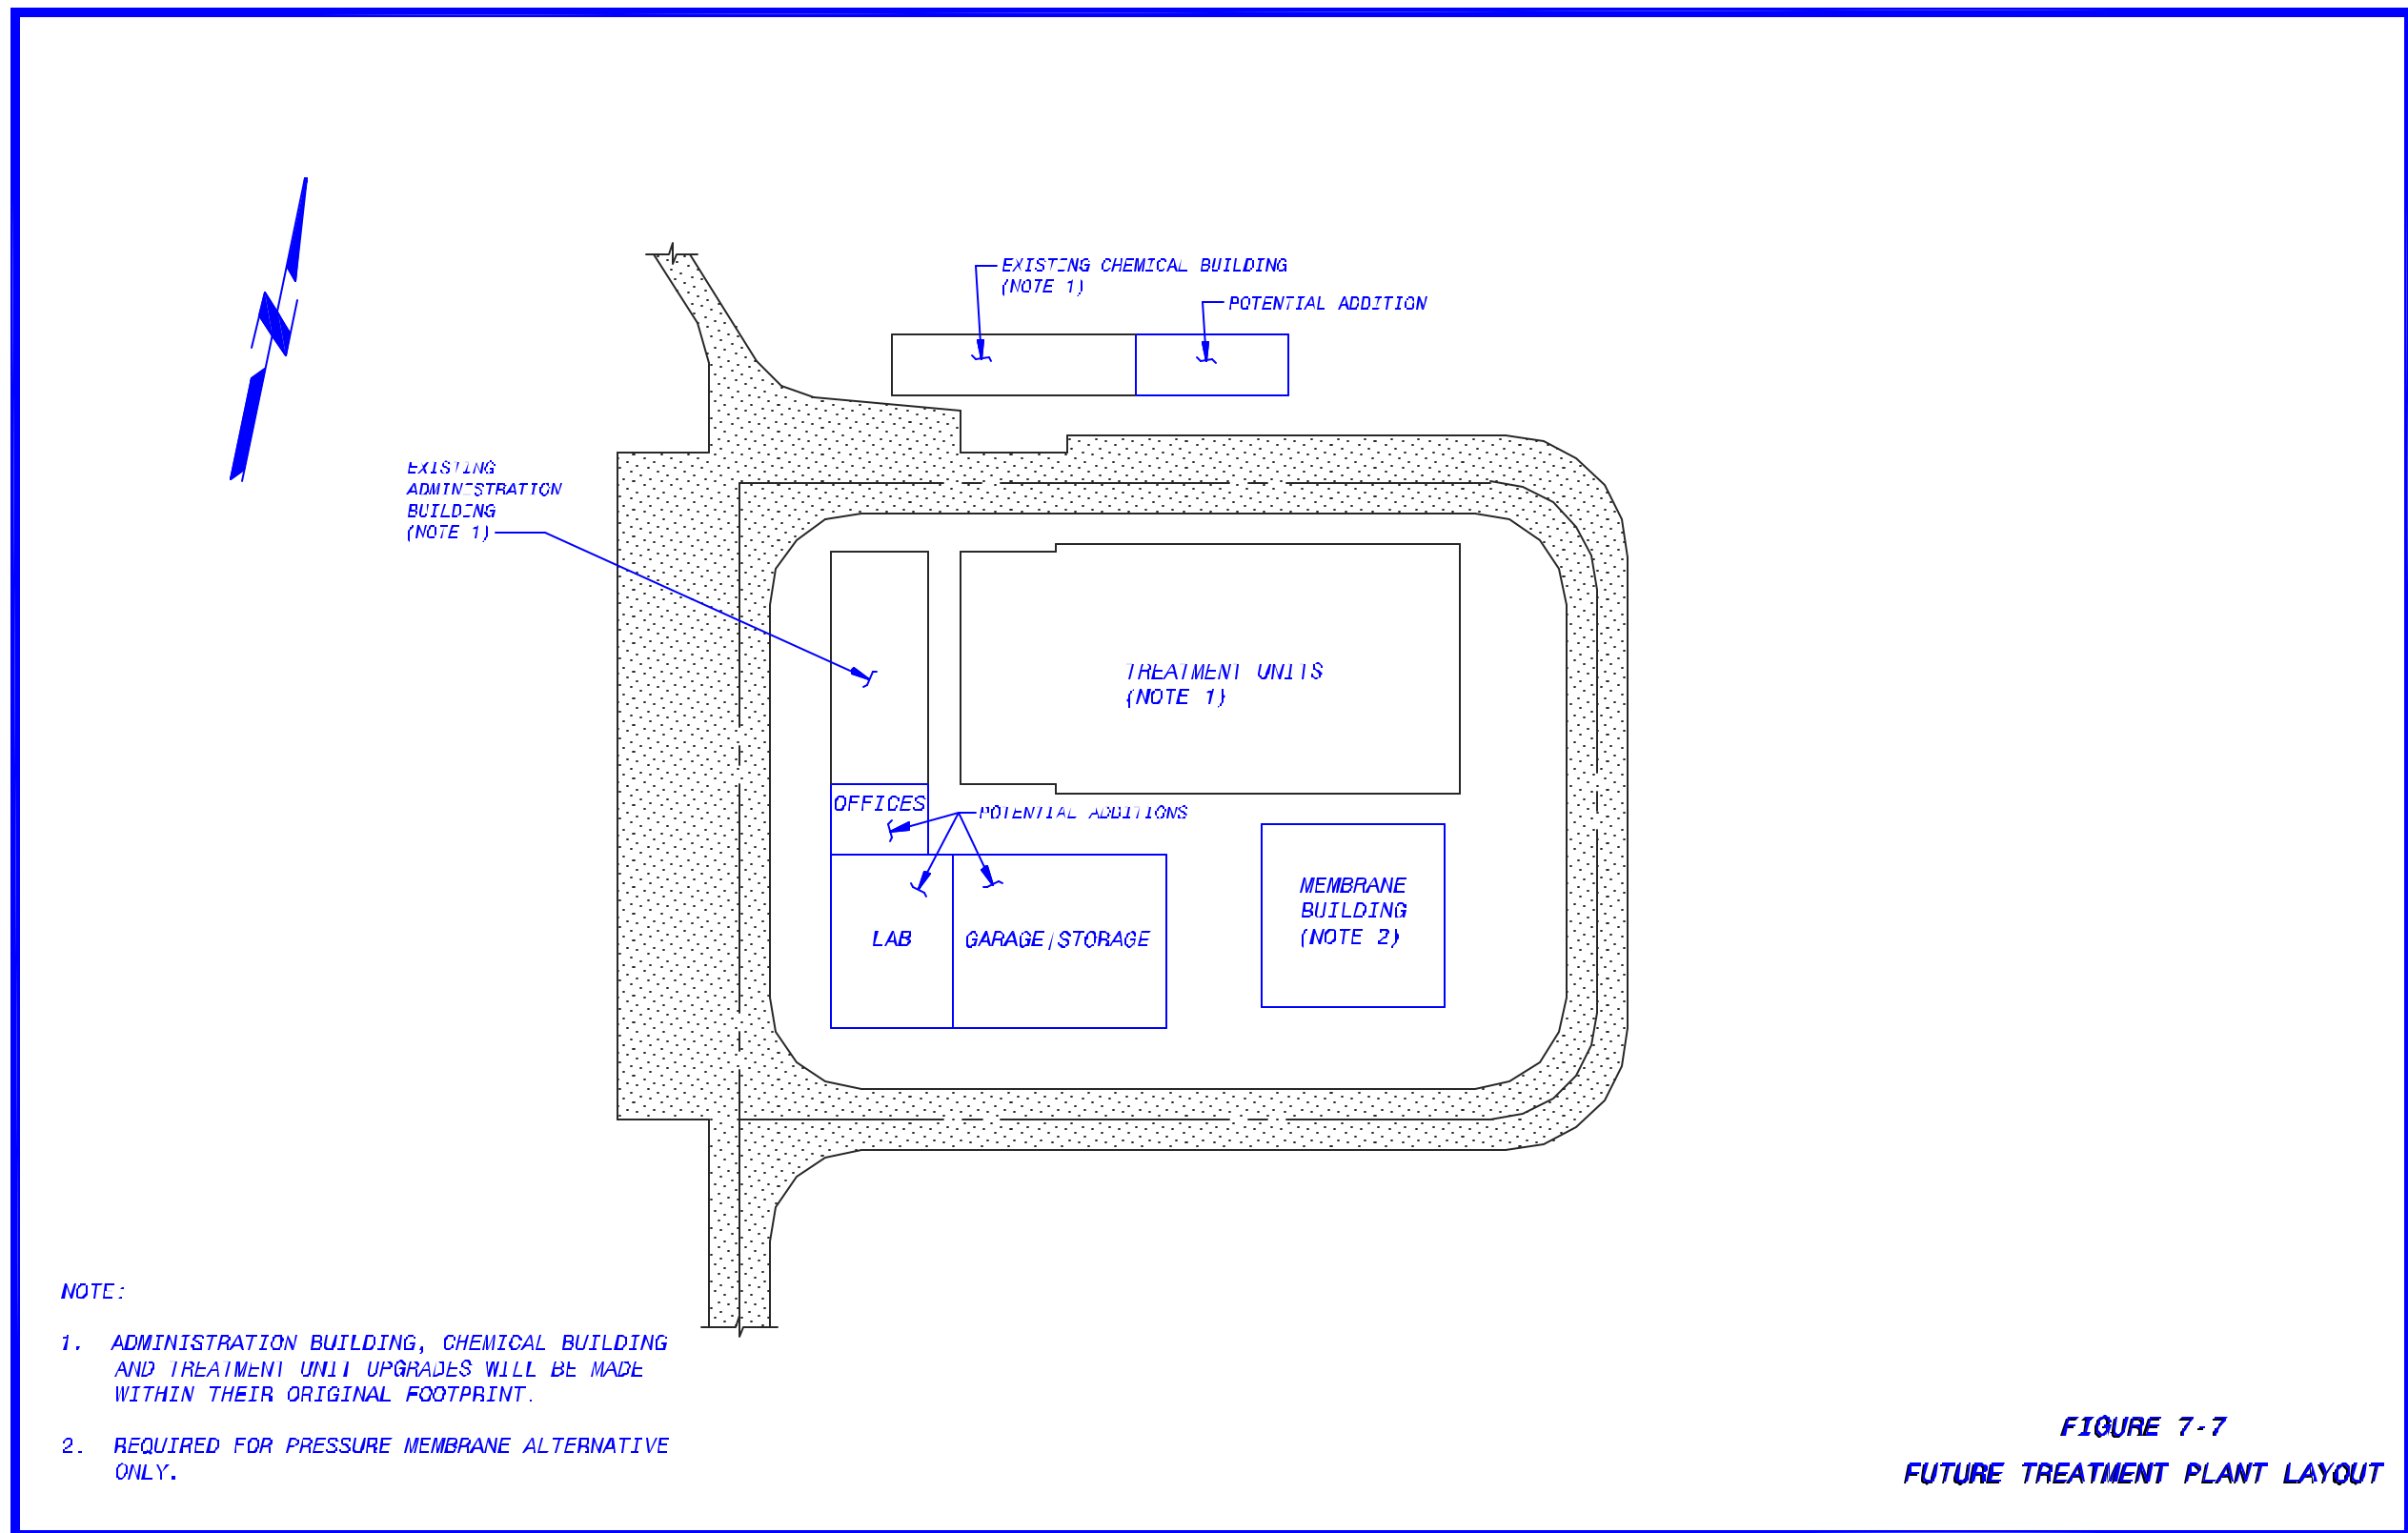 EXISTING CHEMICAL BUILDING
(NOTE 1)
POTENTIAL ADDITION
EXISTING
ADMINISTRATION
BUILDING
(NOTE 1)
TREATMENT UNITS
(NOTE 1)
OFFICES
POTENTIAL ADDITIONS
MEMBRANE
BUILDING
(NOTE 2)
LAB
GARAGE/STORAGE
NOTE:
1. ADMINISTRATION BUILDING, CHEMICAL BUILDING
AND TREATMENT UNIT UPGRADES WILL BE MADE
WITHIN THEIR ORIGINAL FOOTPRINT.
2. REQUIRED FOR PRESSURE MEMBRANE ALTERNATIVE
ONLY.
FIGURE 7-7
FUTURE TREATMENT PLANT LAYOUT